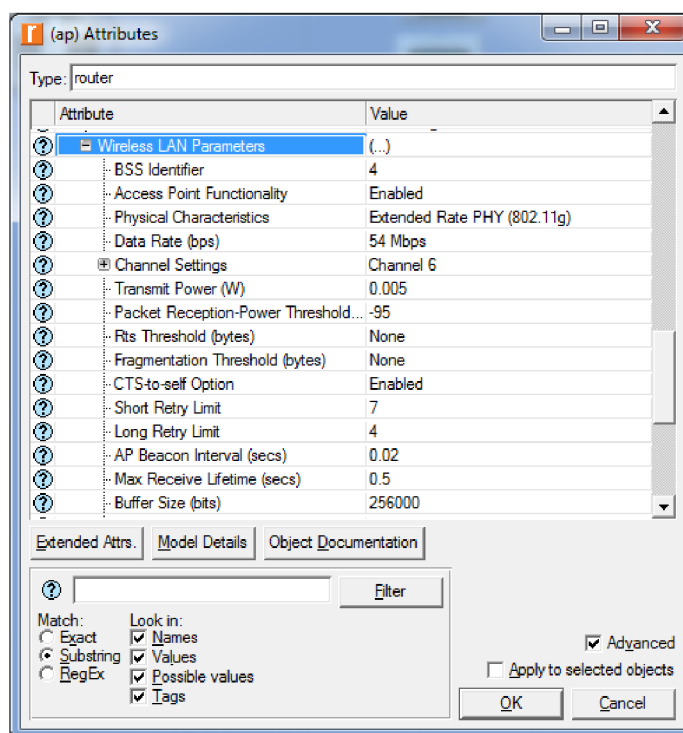 (ap) Attributes
Type: router
Attribute Value
Wireless LAN Parameters (...)
BSS Identifier 4
Access Point Functionality Enabled
Physical Characteristics Extended Rate PHY (802.11g)
Data Rate (bps) 54 Mbps
Channel Settings Channel 6
Transmit Power (W) 0.005
Packet Reception-Power Threshold... -95
Rts Threshold (bytes) None
Fragmentation Threshold (bytes) None
CTS-to-self Option Enabled
Short Retry Limit 7
Long Retry Limit 4
AP Beacon Interval (secs) 0.02
Max Receive Lifetime (secs) 0.5
Buffer Size (bits) 256000
Extended Attrs. Model Details Object Documentation
Filter
Match: Look in:
Exact Names
Substring Values
RegEx Possible values
Tags
Advanced
Apply to selected objects
OK Cancel